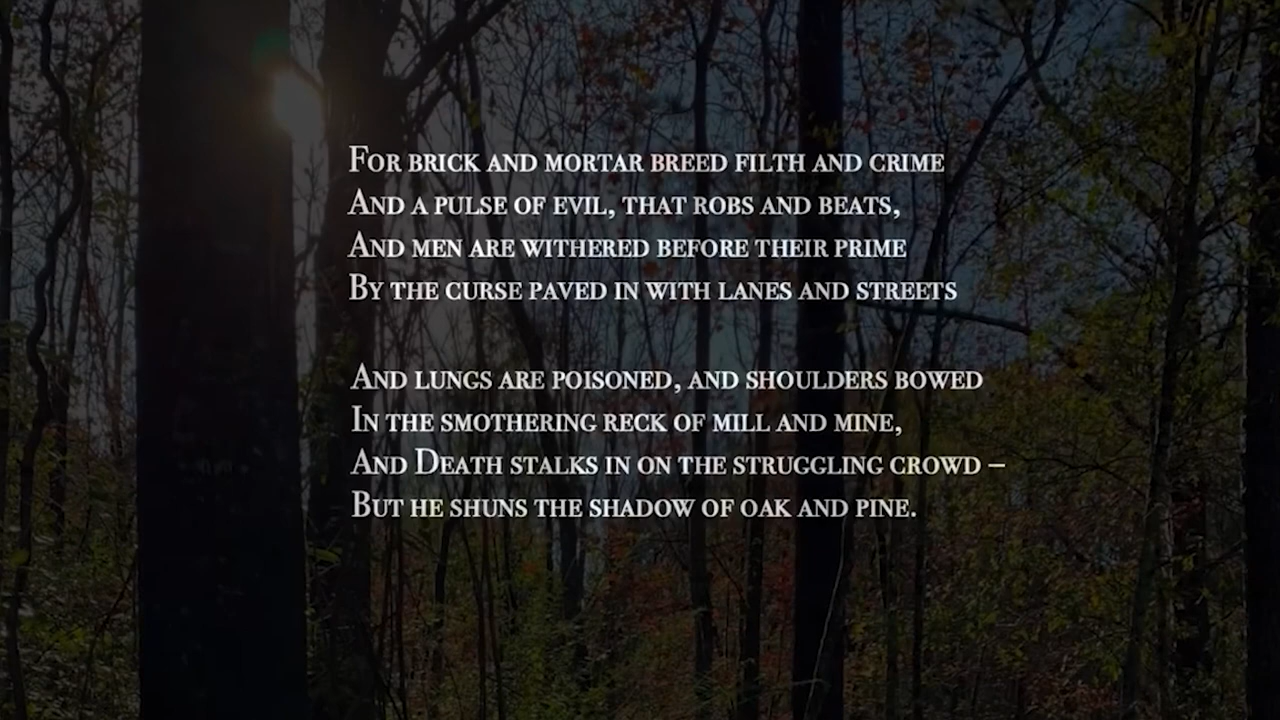 For brick and mortar breed filth and crime
And a pulse of evil, that robs and beats,
And men are withered before their prime
By the curse paved in with lanes and streets
And lungs are poisoned, and shoulders bowed
In the smothering reck of mill and mine,
And Death stalks in on the struggling crowd –
But he shuns the shadow of oak and pine.